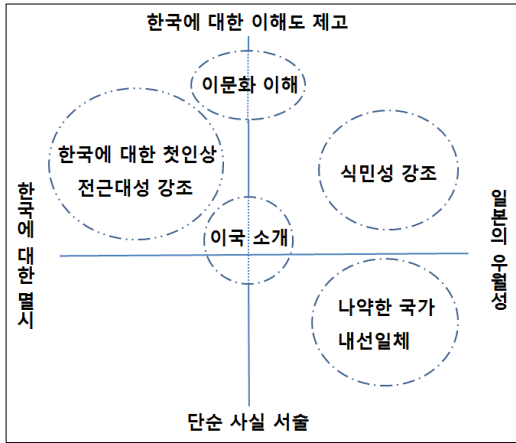 한국에 대한 이해도 제고
이문화 이해
한국에 대한 첫인상
전근대성 강조
식민성 강조
한국에 대한 멸시
이국 소개
일본의 우월성
나약한 국가
내선일체
단순 사실 서술